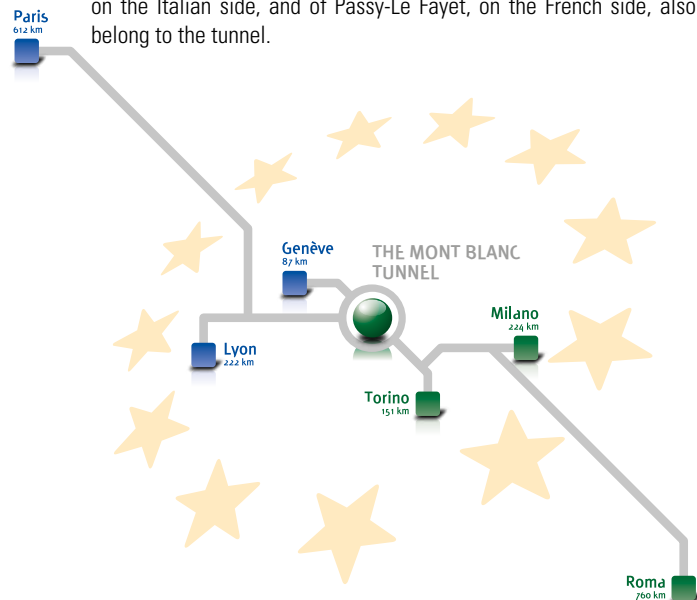 on the Italian side, and of Passy-Le Fayet, on the French side, also
belong to the tunnel.
Paris
612 km
Genève
87 km
THE MONT BLANC
TUNNEL
Milano
224 km
Lyon
222 km
Torino
151 km
Roma
760 km